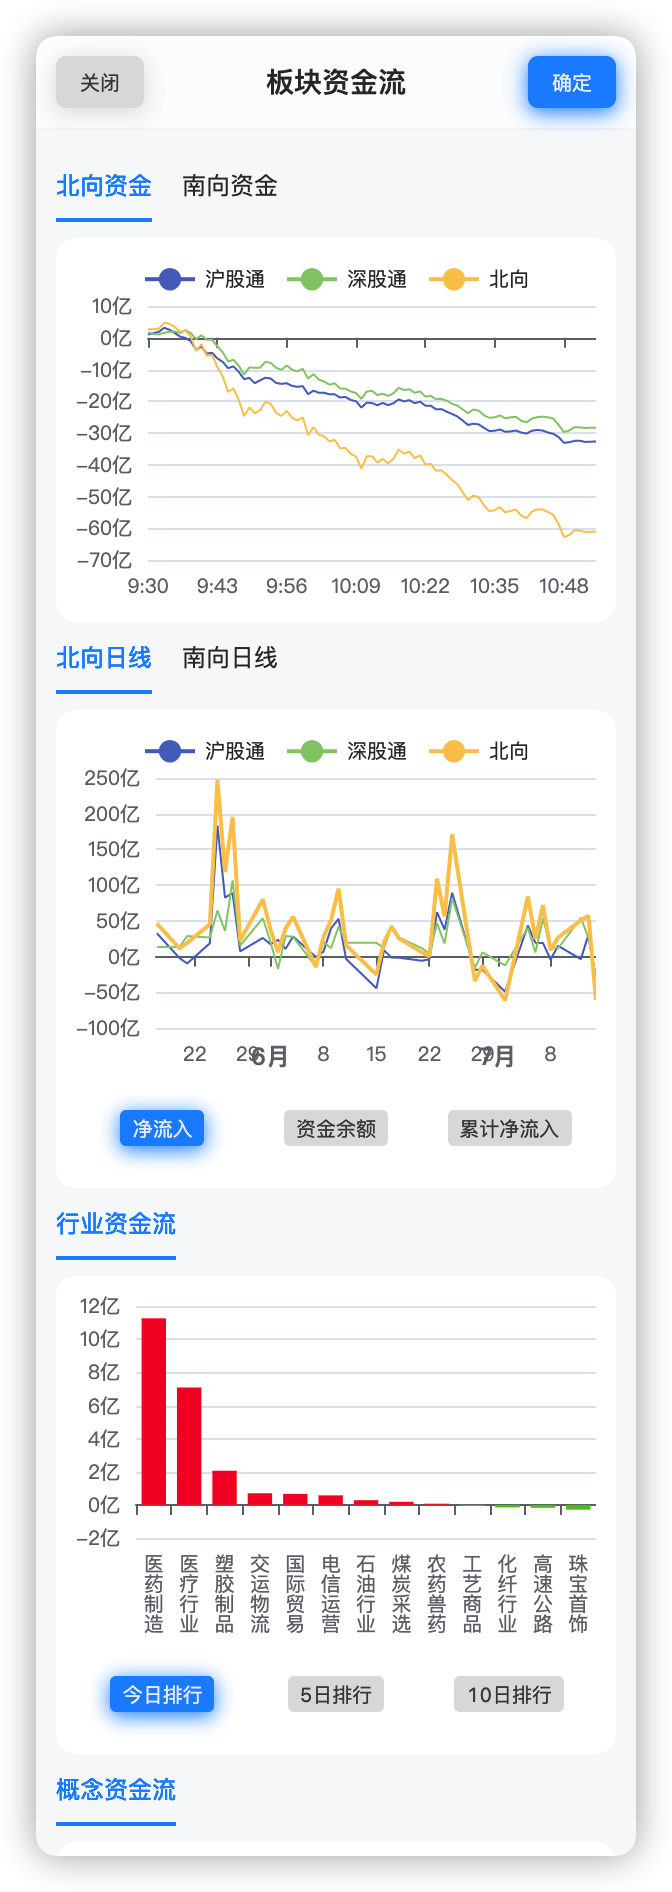 关闭 板块资金流 确定
北向资金 南向资金
沪股通 深股通 北向
10亿
0亿
-10亿
-20亿
-30亿
-40亿
-50亿
-60亿
-70亿
9:30 9:43 9:56 10:09 10:22 10:35 10:48
北向日线 南向日线
沪股通 深股通 北向
250亿
200亿
150亿
100亿
50亿
0亿
-50亿
-100亿
22 29 6月 8 15 22 29 7月 8
净流入 资金余额 累计净流入
行业资金流
12亿
10亿
8亿
6亿
4亿
2亿
0亿
-2亿
医药制造 医疗行业 塑胶制品 交运物流 国际贸易 电信运营 石油行业 煤炭采选 农药兽药 工艺商品 化纤行业 高速公路 珠宝首饰
今日排行 5日排行 10日排行
概念资金流